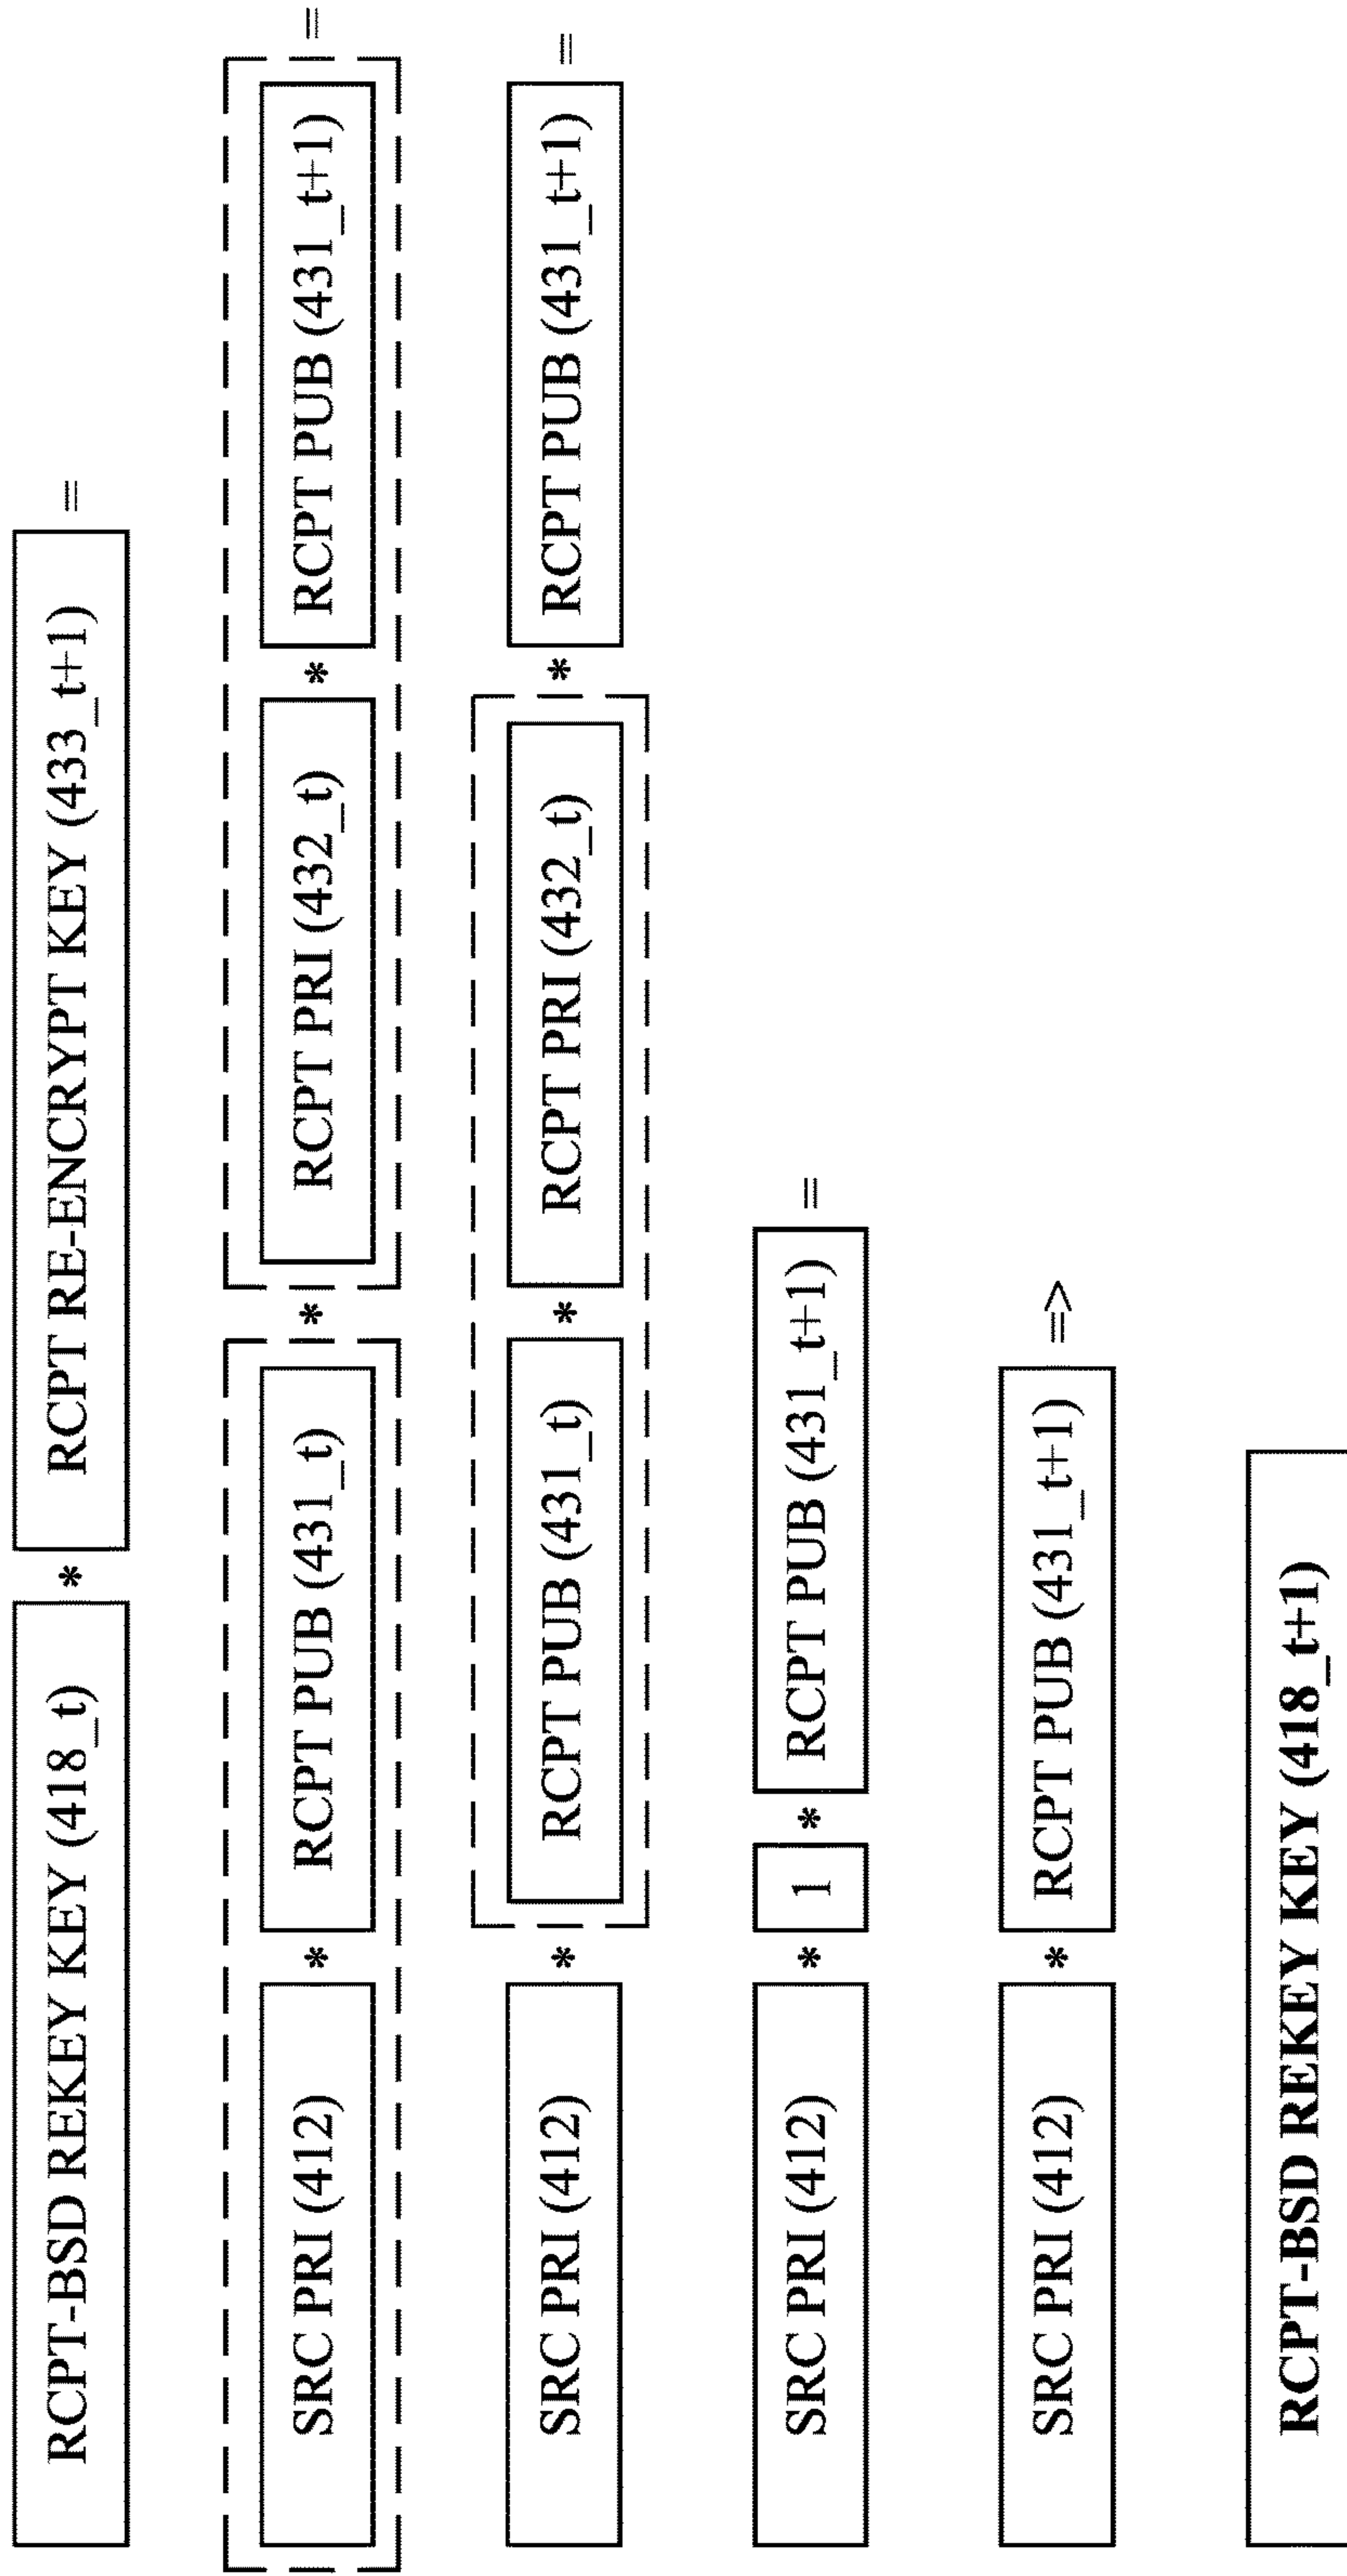 RCPT-BSD REKEY KEY (418_t) * RCPT RE-ENCRYPT KEY (433_t+1) =
SRC PRI (412) * RCPT PUB (431_t) * RCPT PRI (432_t) * RCPT PUB (431_t+1) =
SRC PRI (412) * RCPT PUB (431_t) * RCPT PRI (432_t) * RCPT PUB (431_t+1) =
SRC PRI (412) * 1 * RCPT PUB (431_t+1) =
SRC PRI (412) * RCPT PUB (431_t+1) =>
RCPT-BSD REKEY KEY (418_t+1)